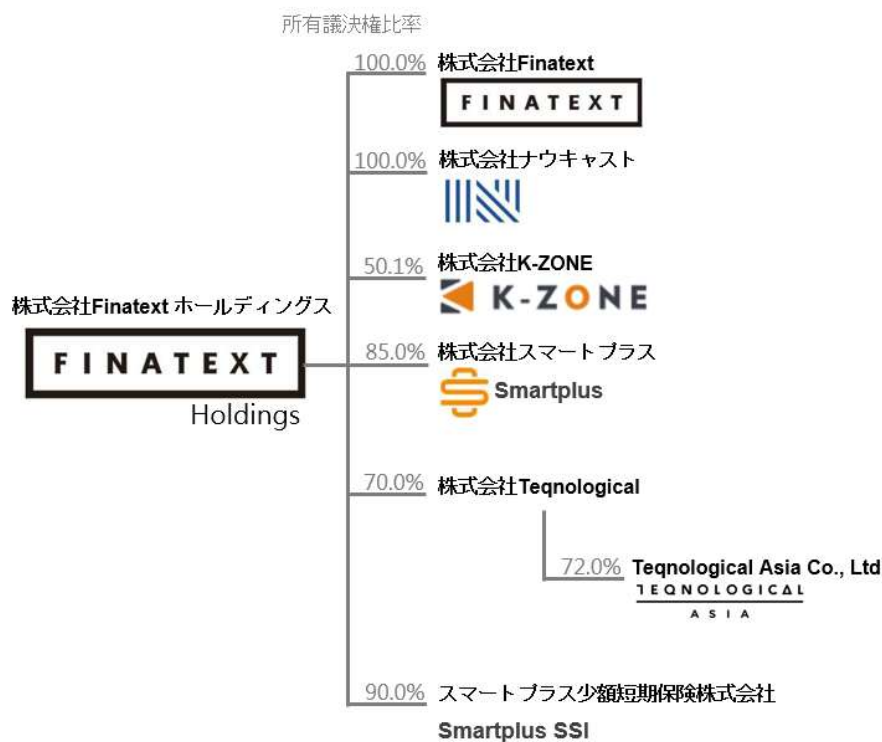 所有議決権比率
100.0% 株式会社Finatext
FINATEXT
100.0% 株式会社ナウキャスト
50.1% 株式会社K-ZONE
K-ZONE
株式会社Finatext ホールディングス
FINATEXT
Holdings
85.0% 株式会社スマートプラス
Smartplus
70.0% 株式会社Teqnological
72.0% Teqnological Asia Co., Ltd
TEQNOLOGICAL
ASIA
90.0% スマートプラス少額短期保険株式会社
Smartplus SSI